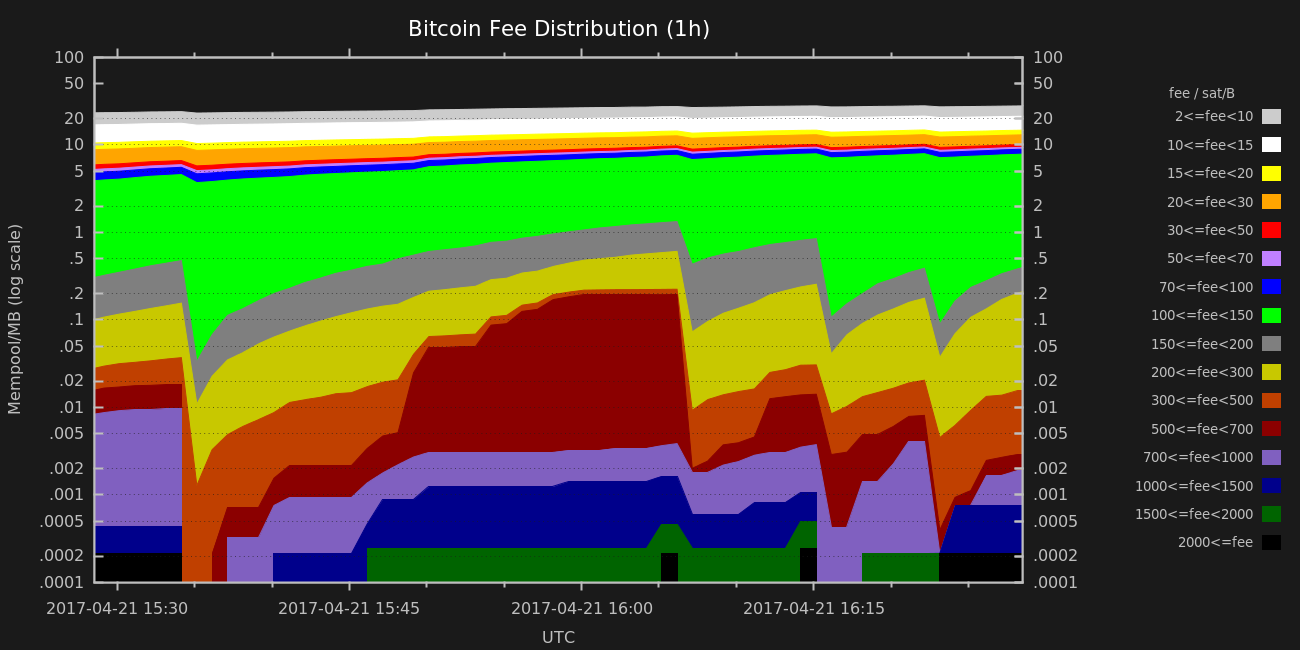 Bitcoin Fee Distribution (1h)
Mempool/MB (log scale)
100
50
20
10
5
2
1
.5
.2
.1
.05
.02
.01
.005
.002
.001
.0005
.0002
.0001
100
50
20
10
5
2
1
.5
.2
.1
.05
.02
.01
.005
.002
.001
.0005
.0002
.0001
2017-04-21 15:30 2017-04-21 15:45 2017-04-21 16:00 2017-04-21 16:15
UTC
fee / sat/B
2<=fee<10
10<=fee<15
15<=fee<20
20<=fee<30
30<=fee<50
50<=fee<70
70<=fee<100
100<=fee<150
150<=fee<200
200<=fee<300
300<=fee<500
500<=fee<700
700<=fee<1000
1000<=fee<1500
1500<=fee<2000
2000<=fee